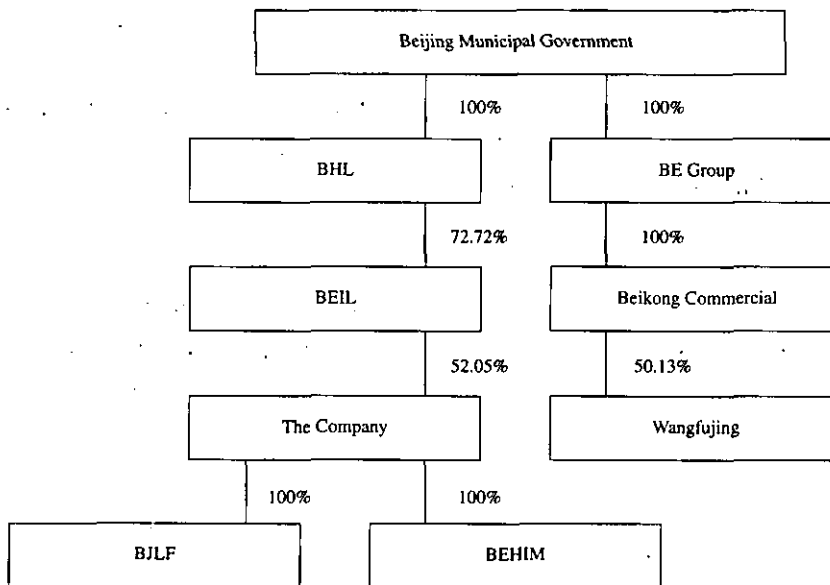 Beijing Municipal Government
100% 100%
BHL BE Group
72.72% 100%
BEIL Beikong Commercial
52.05% 50.13%
The Company Wangfujing
100% 100%
BJLF BEHIM